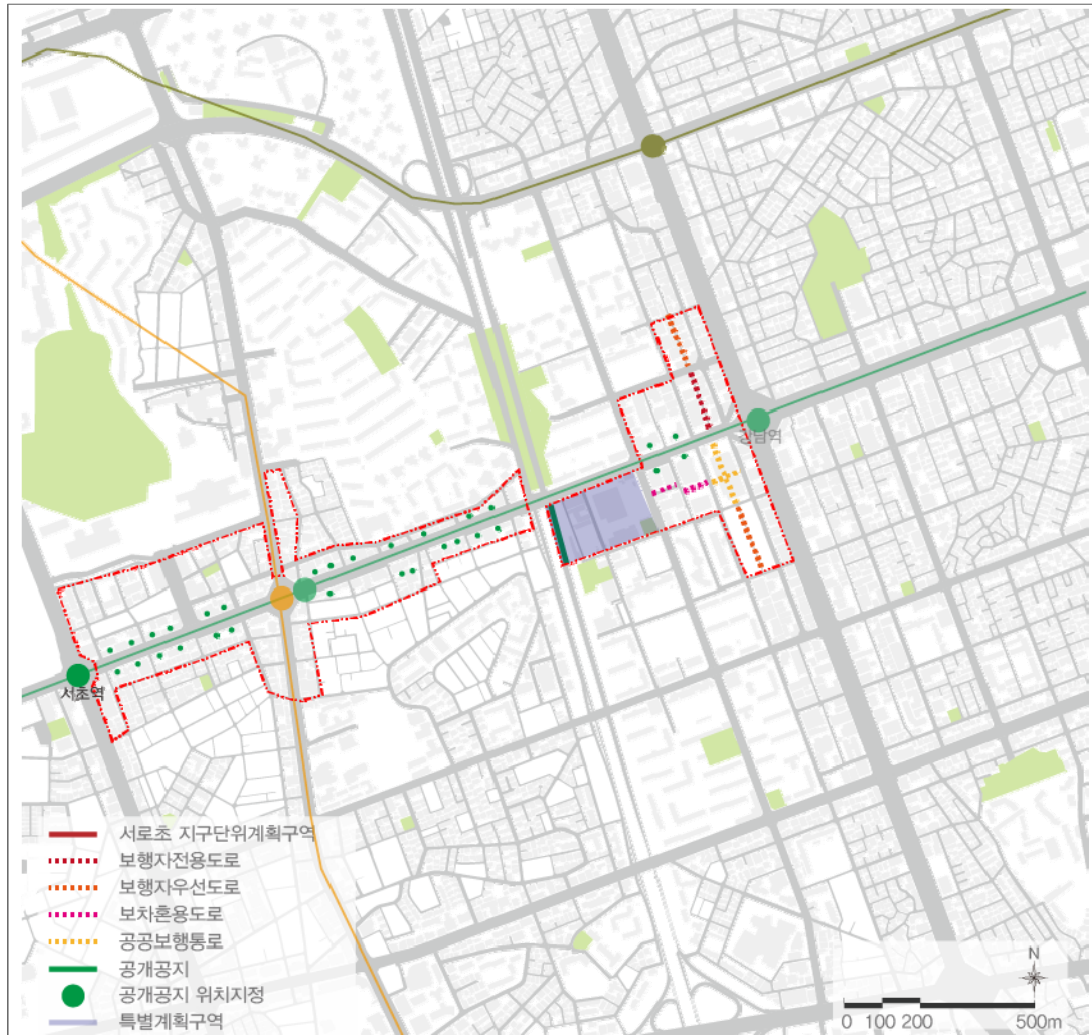 강남역
서초역
서로초 지구단위계획구역
보행자전용도로
보행자우선도로
보차혼용도로
공공보행통로
공개공지
공개공지 위치지정
특별계획구역
N
0 100 200 500m